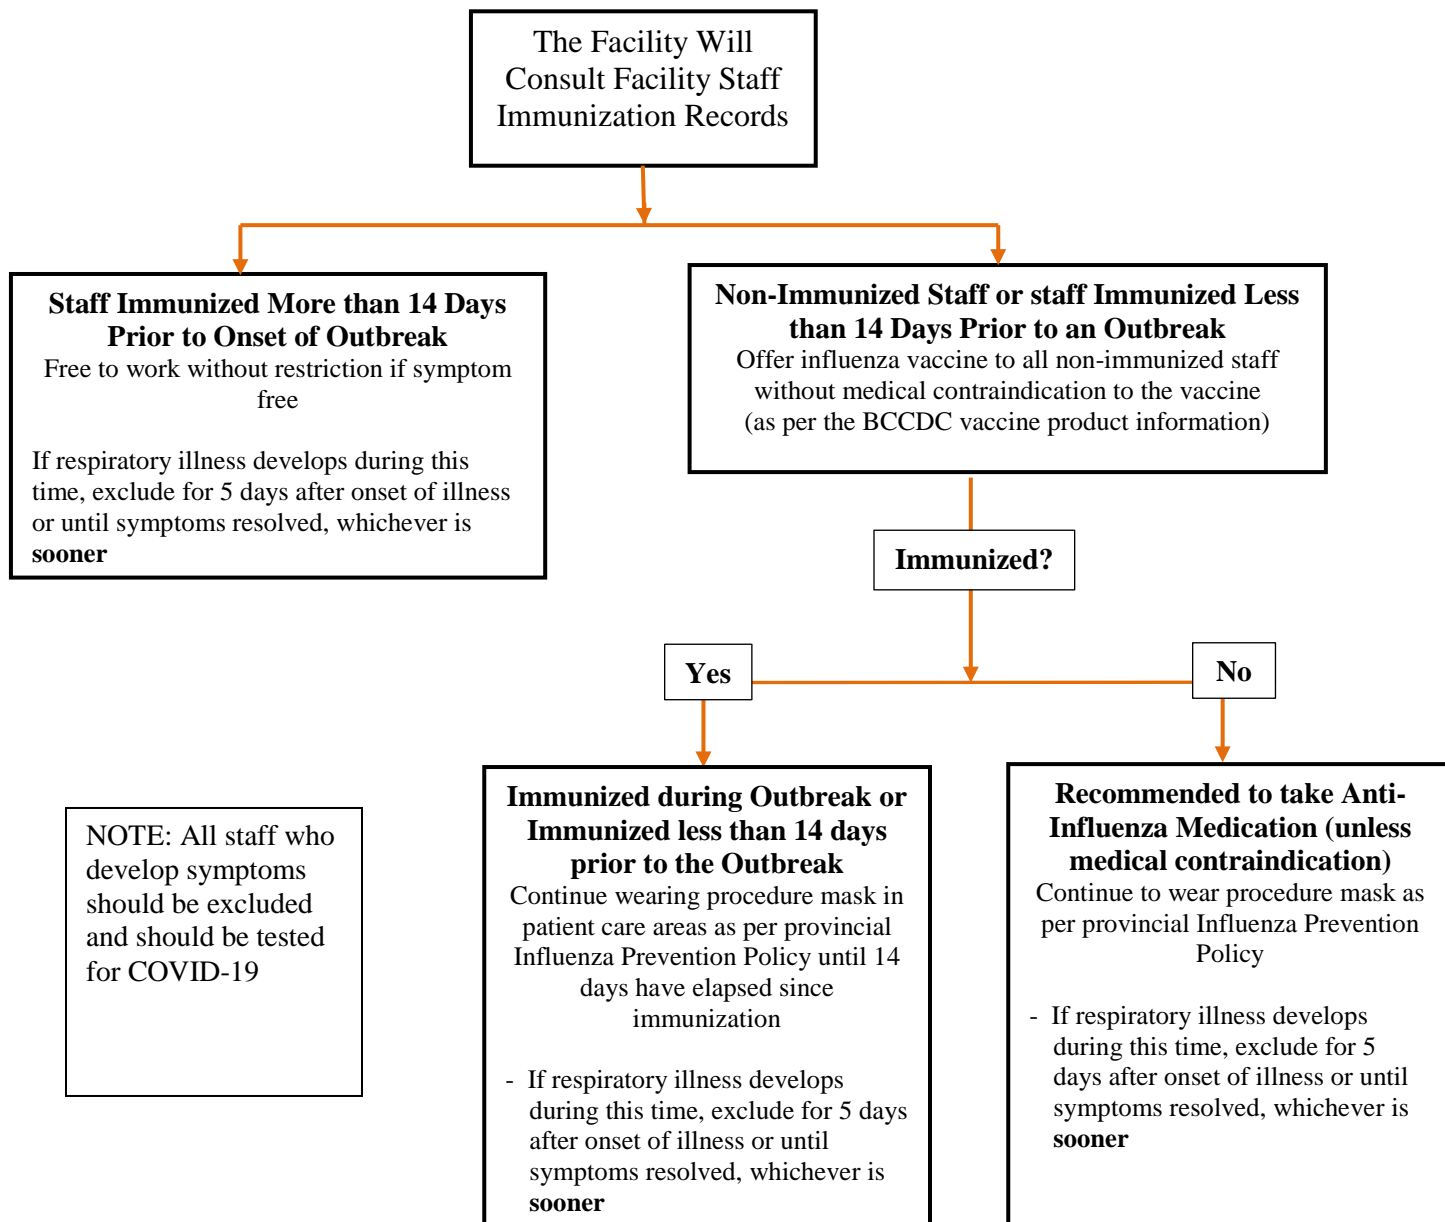 The Facility Will
Consult Facility Staff
Immunization Records
Staff Immunized More than 14 Days
Prior to Onset of Outbreak
Free to work without restriction if symptom
free
If respiratory illness develops during this
time, exclude for 5 days after onset of illness
or until symptoms resolved, whichever is
sooner
Non-Immunized Staff or staff Immunized Less
than 14 Days Prior to an Outbreak
Offer influenza vaccine to all non-immunized staff
without medical contraindication to the vaccine
(as per the BCCDC vaccine product information)
Immunized?
Yes
No
Immunized during Outbreak or
Immunized less than 14 days
prior to the Outbreak
Continue wearing procedure mask in
patient care areas as per provincial
Influenza Prevention Policy until 14
days have elapsed since
immunization
- If respiratory illness develops
during this time, exclude for 5 days
after onset of illness or until
symptoms resolved, whichever is
sooner
Recommended to take Anti-
Influenza Medication (unless
medical contraindication)
Continue to wear procedure mask as
per provincial Influenza Prevention
Policy
- If respiratory illness develops
during this time, exclude for 5
days after onset of illness or until
symptoms resolved, whichever is
sooner
NOTE: All staff who
develop symptoms
should be excluded
and should be tested
for COVID-19